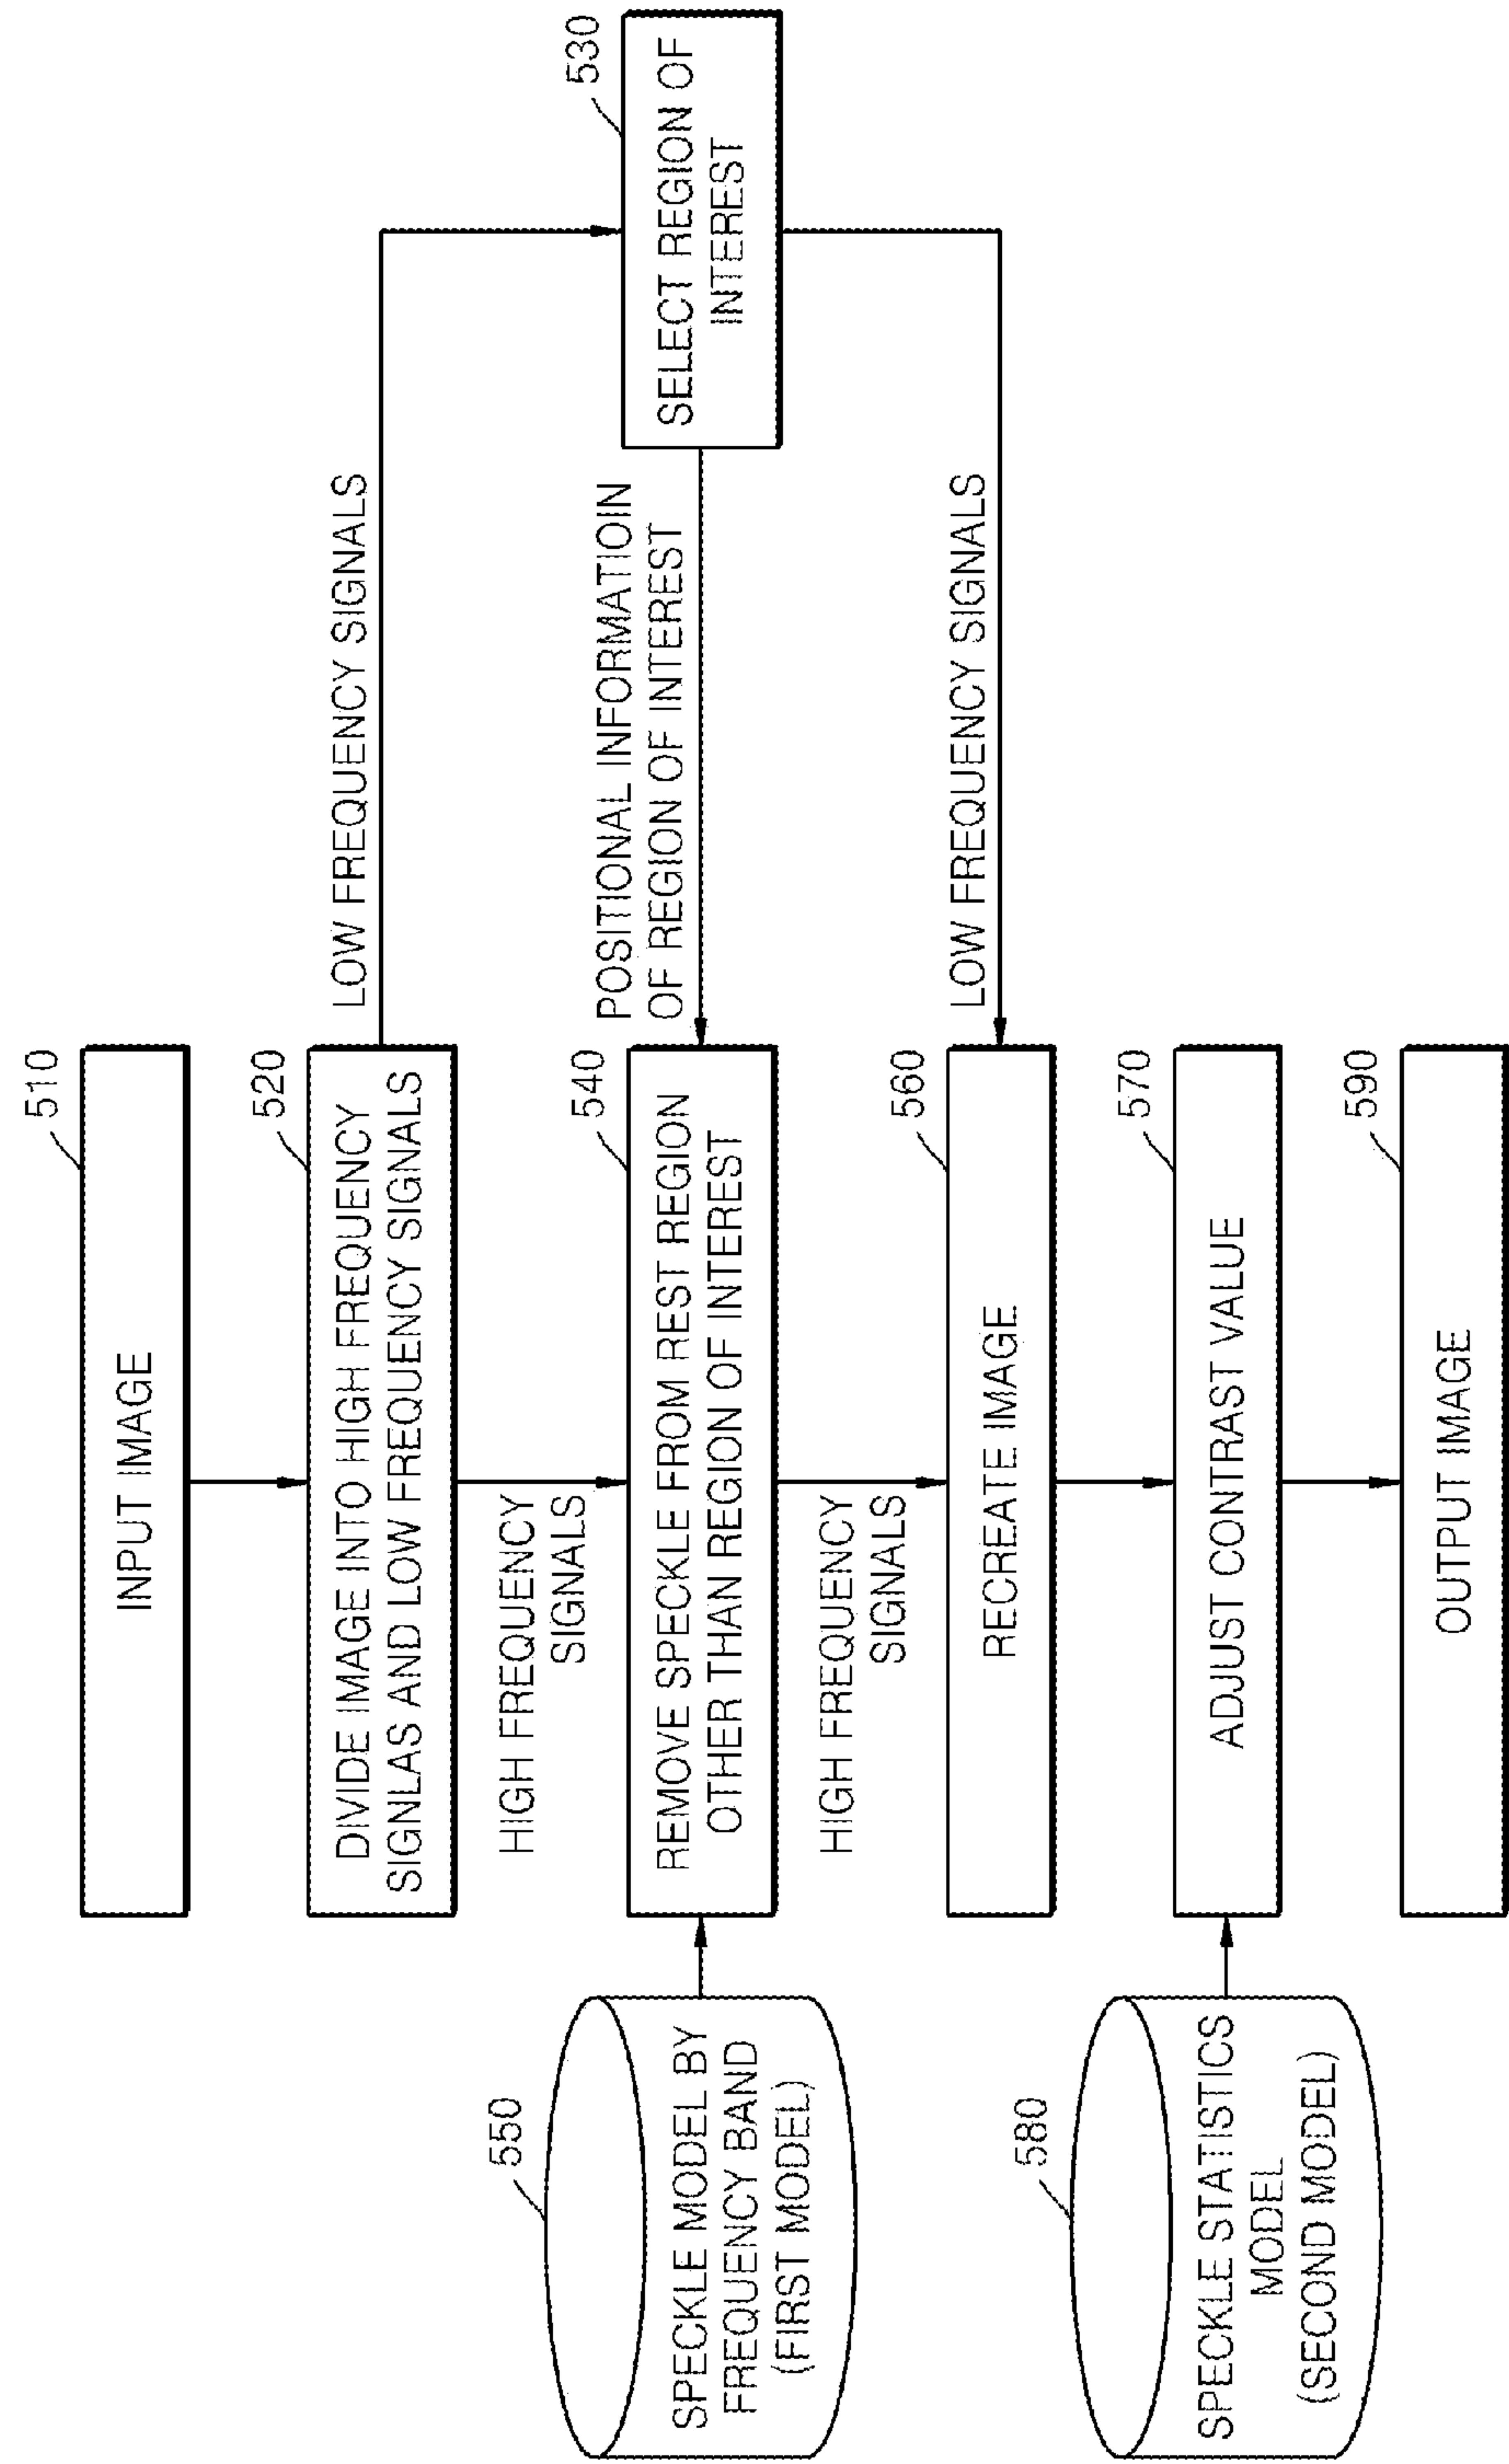 510
INPUT IMAGE
520
DIVIDE IMAGE INTO HIGH FREQUENCY
SIGNLAS AND LOW FREQUENCY SIGNALS
LOW FREQUENCY SIGNALS
530
SELECT REGION OF
INTEREST
HIGH FREQUENCY
SIGNALS
POSITIONAL INFORMATIOIN
OF REGION OF INTEREST
540
REMOVE SPECKLE FROM REST REGION
OTHER THAN REGION OF INTEREST
550
SPECKLE MODEL BY
FREQUENCY BAND
(FIRST MODEL)
HIGH FREQUENCY
SIGNALS
LOW FREQUENCY SIGNALS
560
RECREATE IMAGE
570
ADJUST CONTRAST VALUE
580
SPECKLE STATISTICS
MODEL
(SECOND MODEL)
590
OUTPUT IMAGE